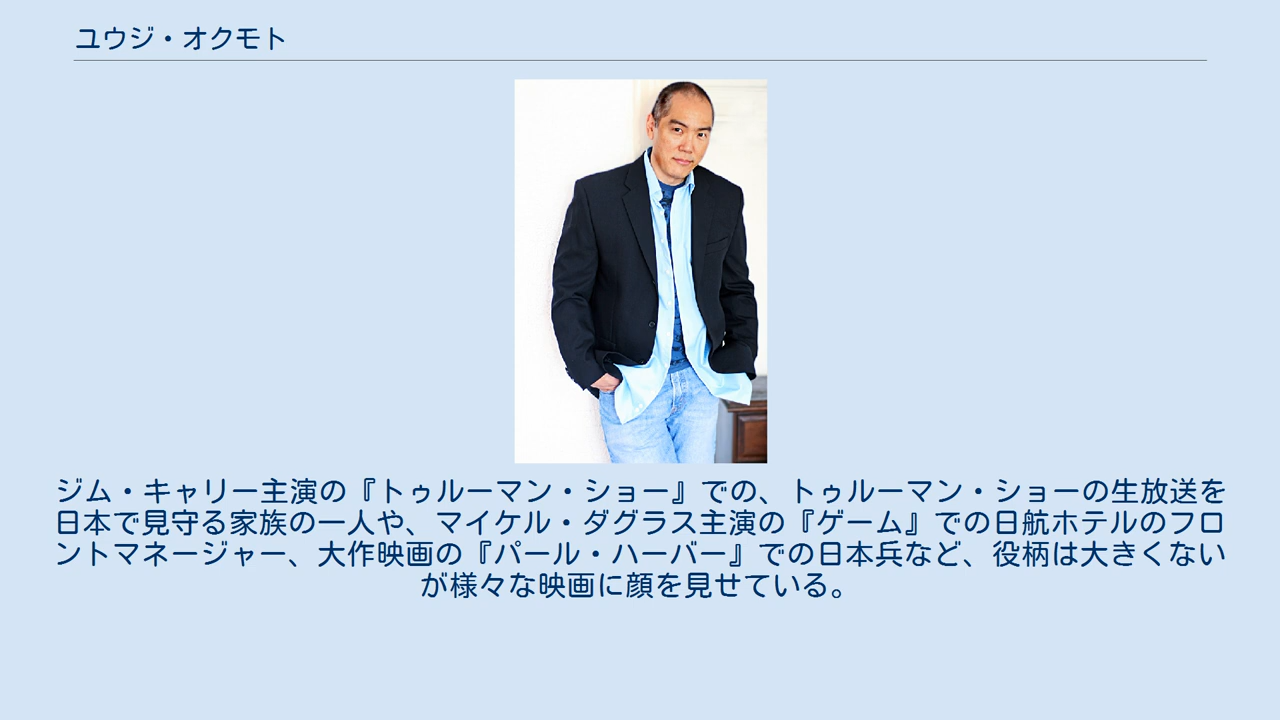 ユウジ・オクモト
ジム・キャリー主演の『トゥルーマン・ショー』での、トゥルーマン・ショーの生放送を
日本で見守る家族の一人や、マイケル・ダグラス主演の『ゲーム』での日航ホテルのフロ
ントマネージャー、大作映画の『パール・ハーバー』での日本兵など、役柄は大きくない
が様々な映画に顔を見せている。